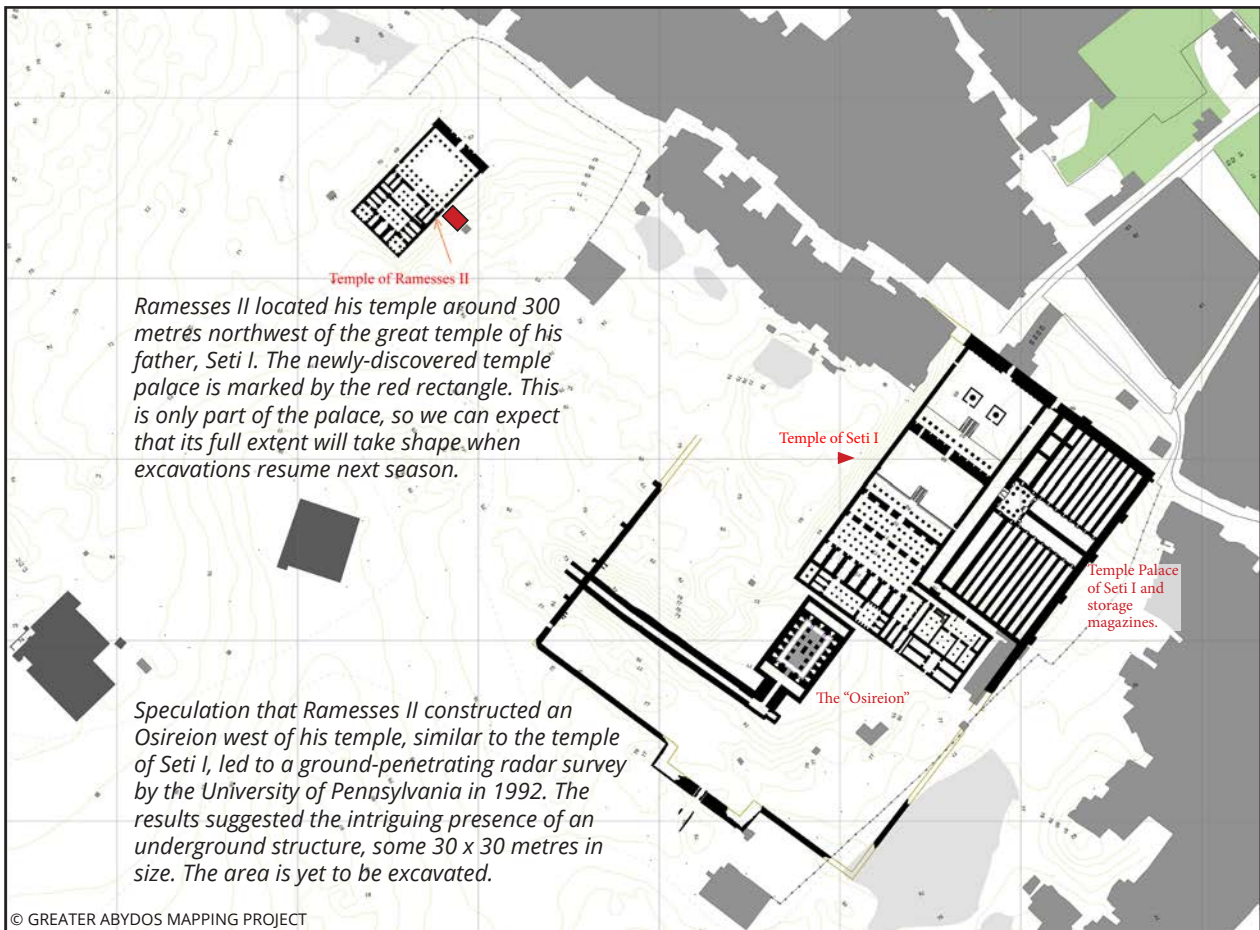 Temple of Ramesses II
Ramesses II located his temple around 300
metres northwest of the great temple of his
father, Seti I. The newly-discovered temple
palace is marked by the red rectangle. This
is only part of the palace, so we can expect
that its full extent will take shape when
excavations resume next season.
Temple of Seti I
Temple Palace
of Seti I and
storage
magazines.
The “Osireion”
Speculation that Ramesses II constructed an
Osireion west of his temple, similar to the temple
of Seti I, led to a ground-penetrating radar survey
by the University of Pennsylvania in 1992. The
results suggested the intriguing presence of an
underground structure, some 30 x 30 metres in
size. The area is yet to be excavated.
© GREATER ABYDOS MAPPING PROJECT